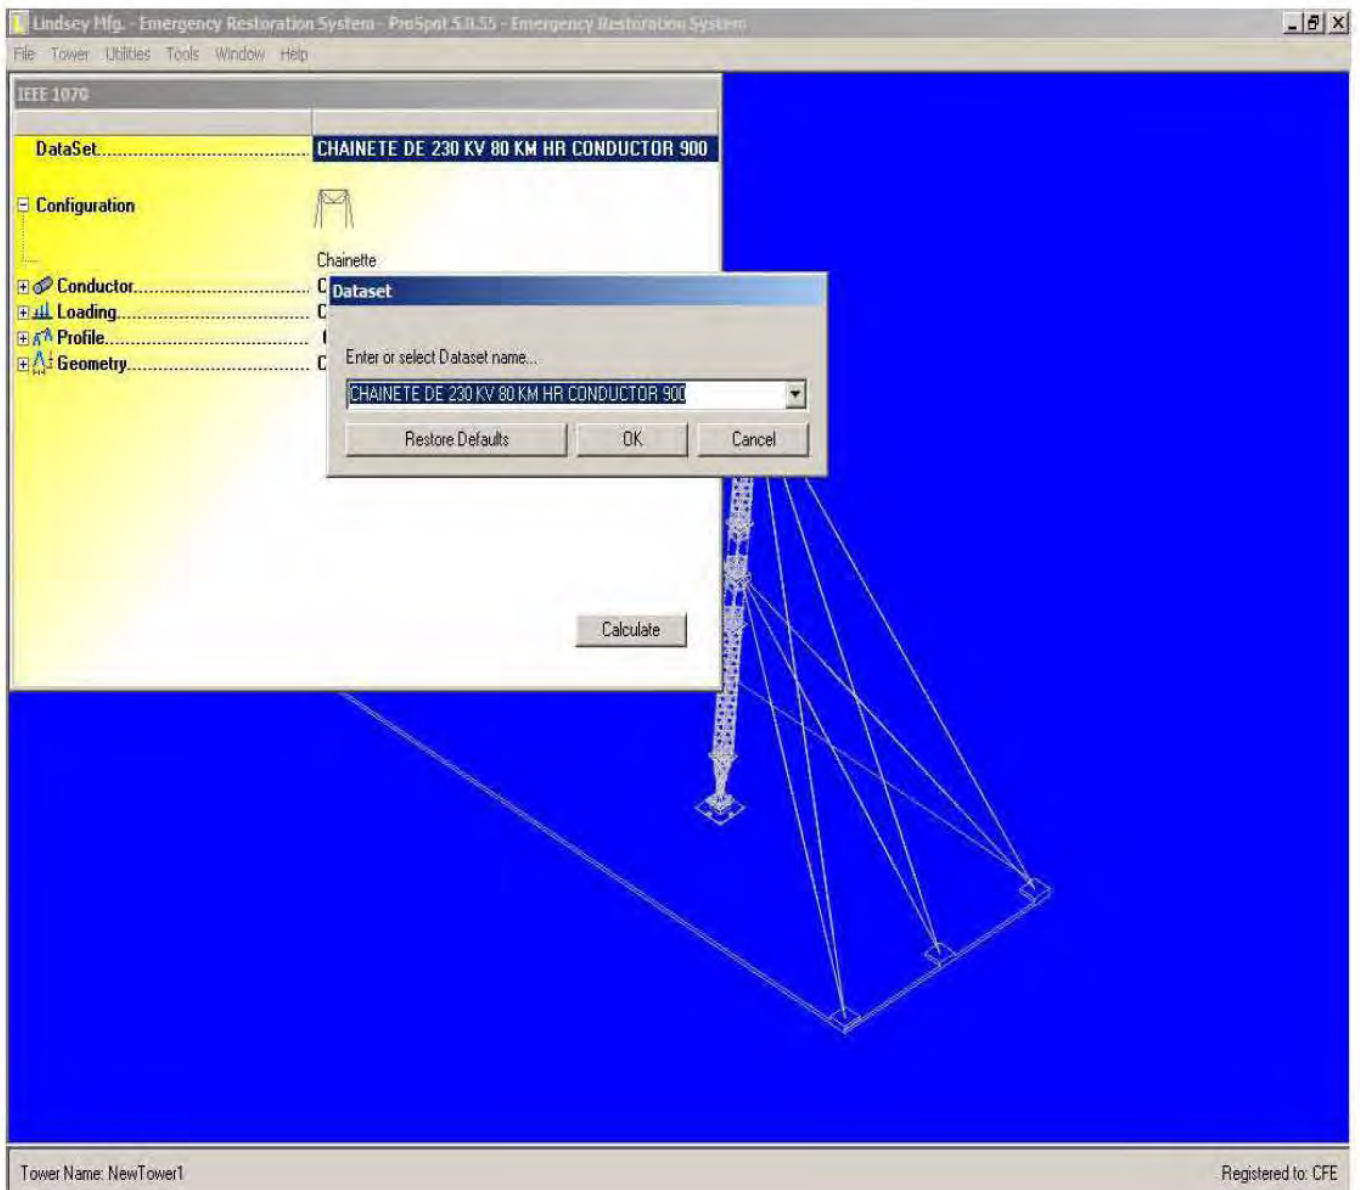 Lindsey Mfg. - Emergency Restoration System - ProSpot 5.0.55 - Emergency Restoration System
File Tower Utilities Tools Window Help
IEEE 1070
DataSet CHAINETE DE 230 KV 80 KM HR CONDUCTOR 900
Configuration
Chainette
Conductor C
Loading C
Profile
Geometry C
Dataset
Enter or select Dataset name...
CHAINETE DE 230 KV 80 KM HR CONDUCTOR 900
Restore Defaults OK Cancel
Calculate
Tower Name: NewTower1 Registered to: CFE